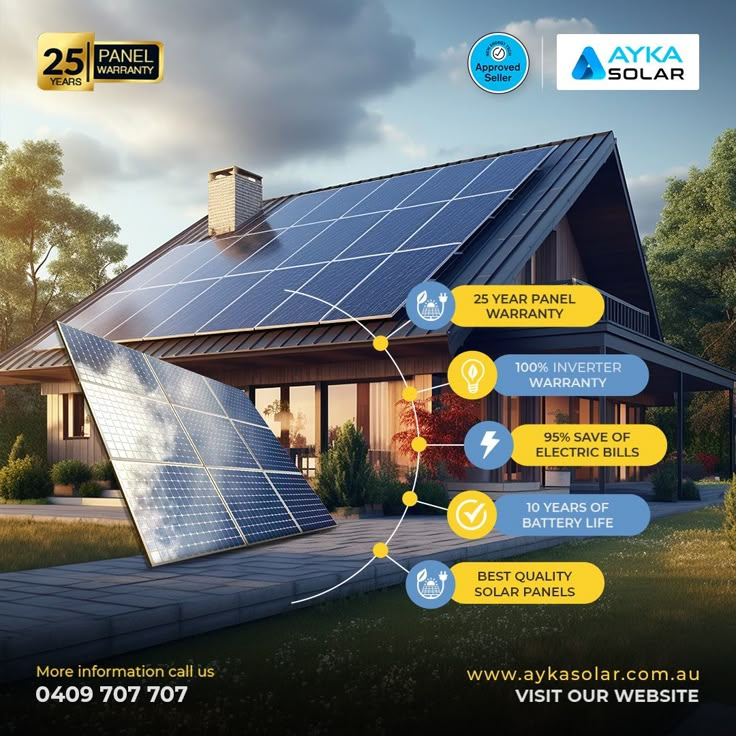 25
YEARS
PANEL
WARRANTY
Approved
Seller
AYKA
SOLAR
25 YEAR PANEL
WARRANTY
100% INVERTER
WARRANTY
95% SAVE OF
ELECTRIC BILLS
10 YEARS OF
BATTERY LIFE
BEST QUALITY
SOLAR PANELS
More information call us
0409 707 707
www.aykasolar.com.au
VISIT OUR WEBSITE